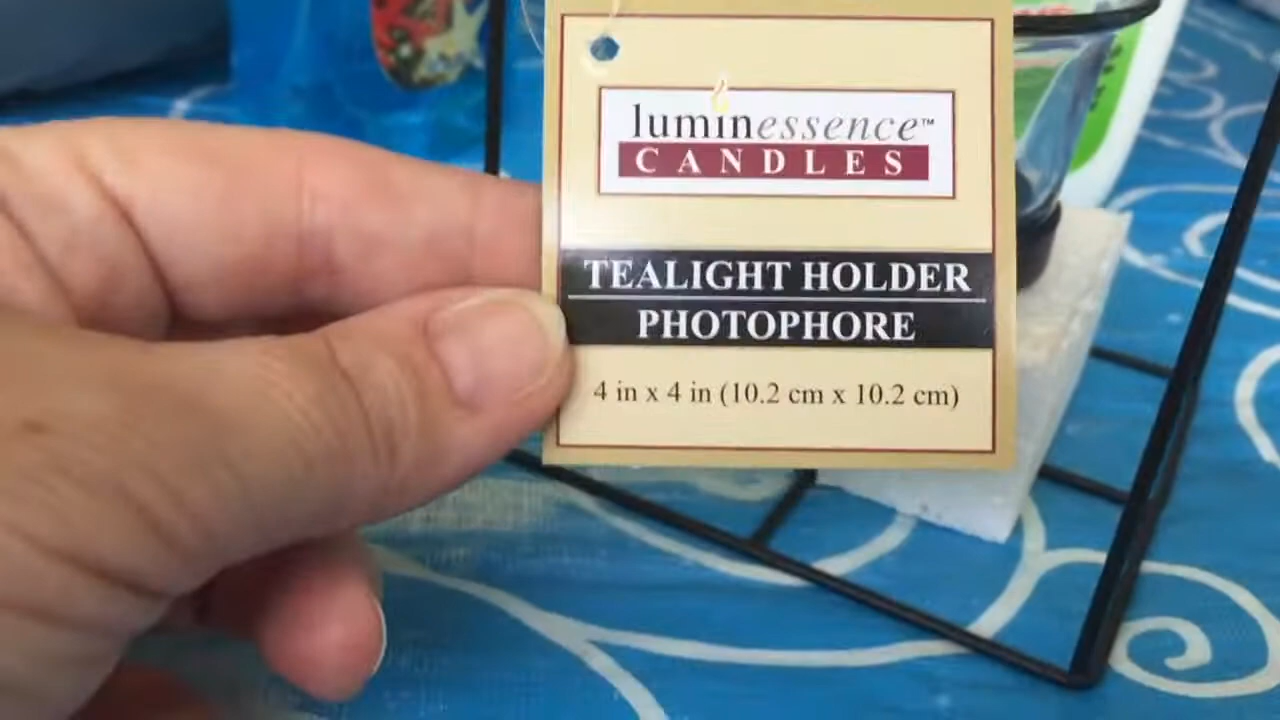 luminessence™
CANDLES
TEALIGHT HOLDER
PHOTOPHORE
4 in x 4 in (10.2 cm x 10.2 cm)